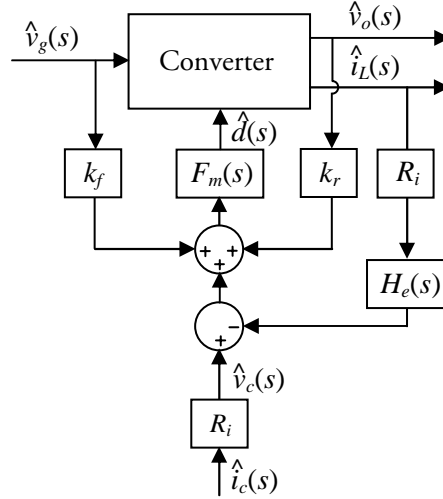 v̂_o(s)
v̂_g(s)
Converter
î_L(s)
d̂(s)
k_f
F_m(s)
k_r
R_i
+ + +
H_e(s)
+ −
v̂_c(s)
R_i
î_c(s)